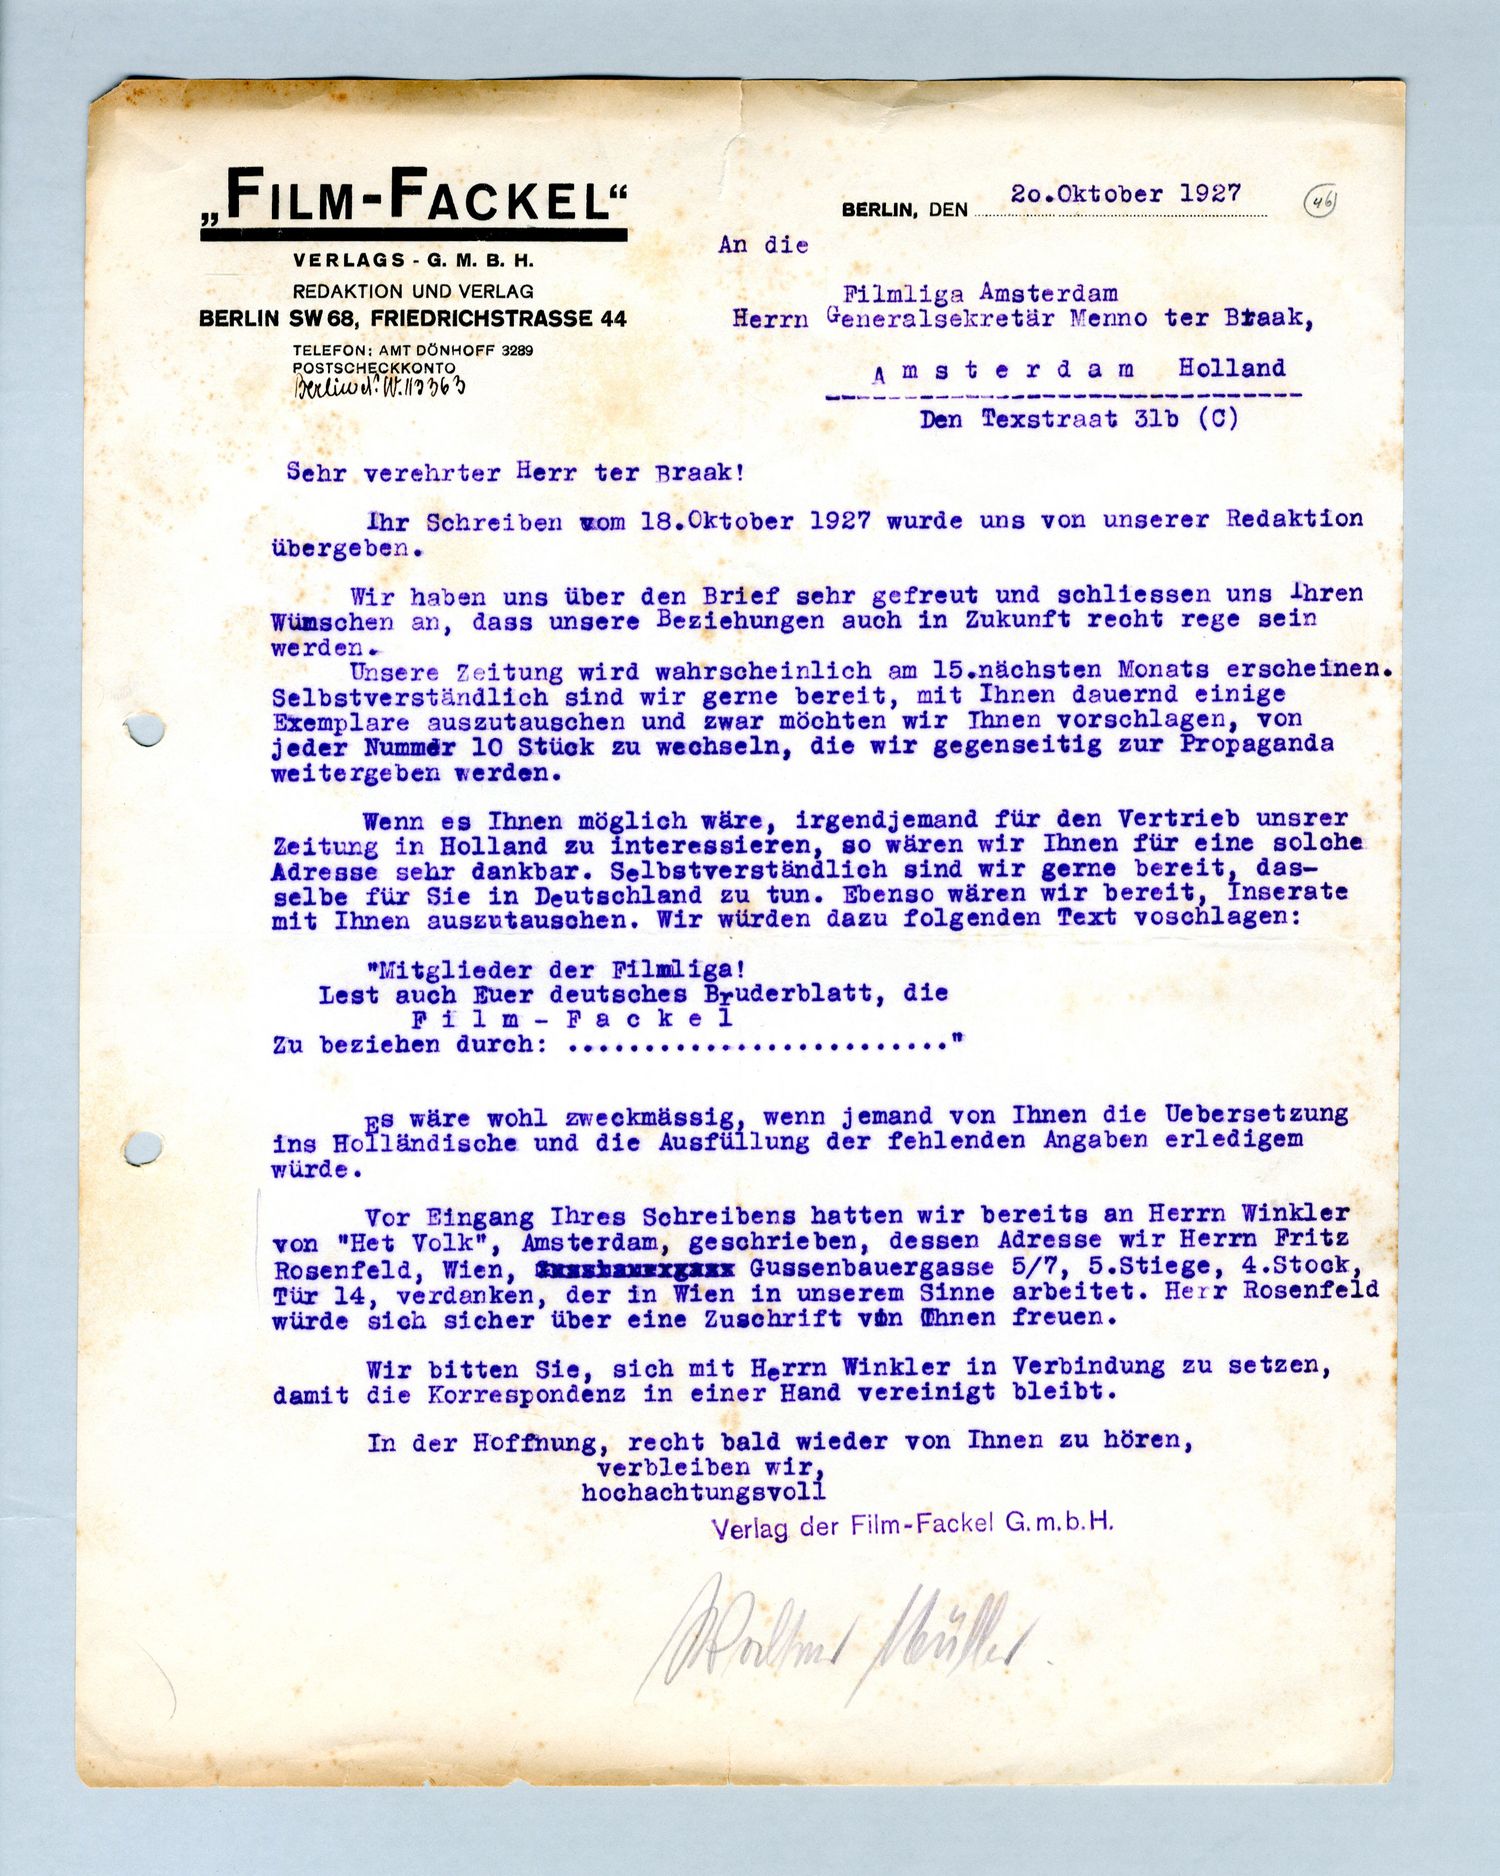 „FILM-FACKEL“
VERLAGS - G. M. B. H.
REDAKTION UND VERLAG
BERLIN SW 68, FRIEDRICHSTRASSE 44
TELEFON: AMT DÖNHOFF 3289
POSTSCHECKKONTO
Berlin W. 113363
BERLIN, DEN 2o.Oktober 1927
46
An die
Filmliga Amsterdam
Herrn Generalsekretär Menno ter Braak,
A m s t e r d a m Holland
Den Texstraat 31b (C)
Sehr verehrter Herr ter Braak!
Ihr Schreiben vom 18.Oktober 1927 wurde uns von unserer Redaktion
übergeben.
Wir haben uns über den Brief sehr gefreut und schliessen uns Ihren
Wünschen an, dass unsere Beziehungen auch in Zukunft recht rege sein
werden.
Unsere Zeitung wird wahrscheinlich am 15.nächsten Monats erscheinen.
Selbstverständlich sind wir gerne bereit, mit Ihnen dauernd einige
Exemplare auszutauschen und zwar möchten wir Ihnen vorschlagen, von
jeder Nummer 10 Stück zu wechseln, die wir gegenseitig zur Propaganda
weitergeben werden.
Wenn es Ihnen möglich wäre, irgendjemand für den Vertrieb unsrer
Zeitung in Holland zu interessieren, so wären wir Ihnen für eine solche
Adresse sehr dankbar. Selbstverständlich sind wir gerne bereit, das-
selbe für Sie in Deutschland zu tun. Ebenso wären wir bereit, Inserate
mit Ihnen auszutauschen. Wir würden dazu folgenden Text voschlagen:
"Mitglieder der Filmliga!
Lest auch Euer deutsches Bruderblatt, die
F i l m - F a c k e l
Zu beziehen durch: ........................."
Es wäre wohl zweckmässig, wenn jemand von Ihnen die Uebersetzung
ins Holländische und die Ausfüllung der fehlenden Angaben erledigem
würde.
Vor Eingang Ihres Schreibens hatten wir bereits an Herrn Winkler
von "Het Volk", Amsterdam, geschrieben, dessen Adresse wir Herrn Fritz
Rosenfeld, Wien, Gussenbauergasse 5/7, 5.Stiege, 4.Stock,
Tür 14, verdanken, der in Wien in unserem Sinne arbeitet. Herr Rosenfeld
würde sich sicher über eine Zuschrift von Ihnen freuen.
Wir bitten Sie, sich mit Herrn Winkler in Verbindung zu setzen,
damit die Korrespondenz in einer Hand vereinigt bleibt.
In der Hoffnung, recht bald wieder von Ihnen zu hören,
verbleiben wir,
hochachtungsvoll
Verlag der Film-Fackel G.m.b.H.
Walter Müller.